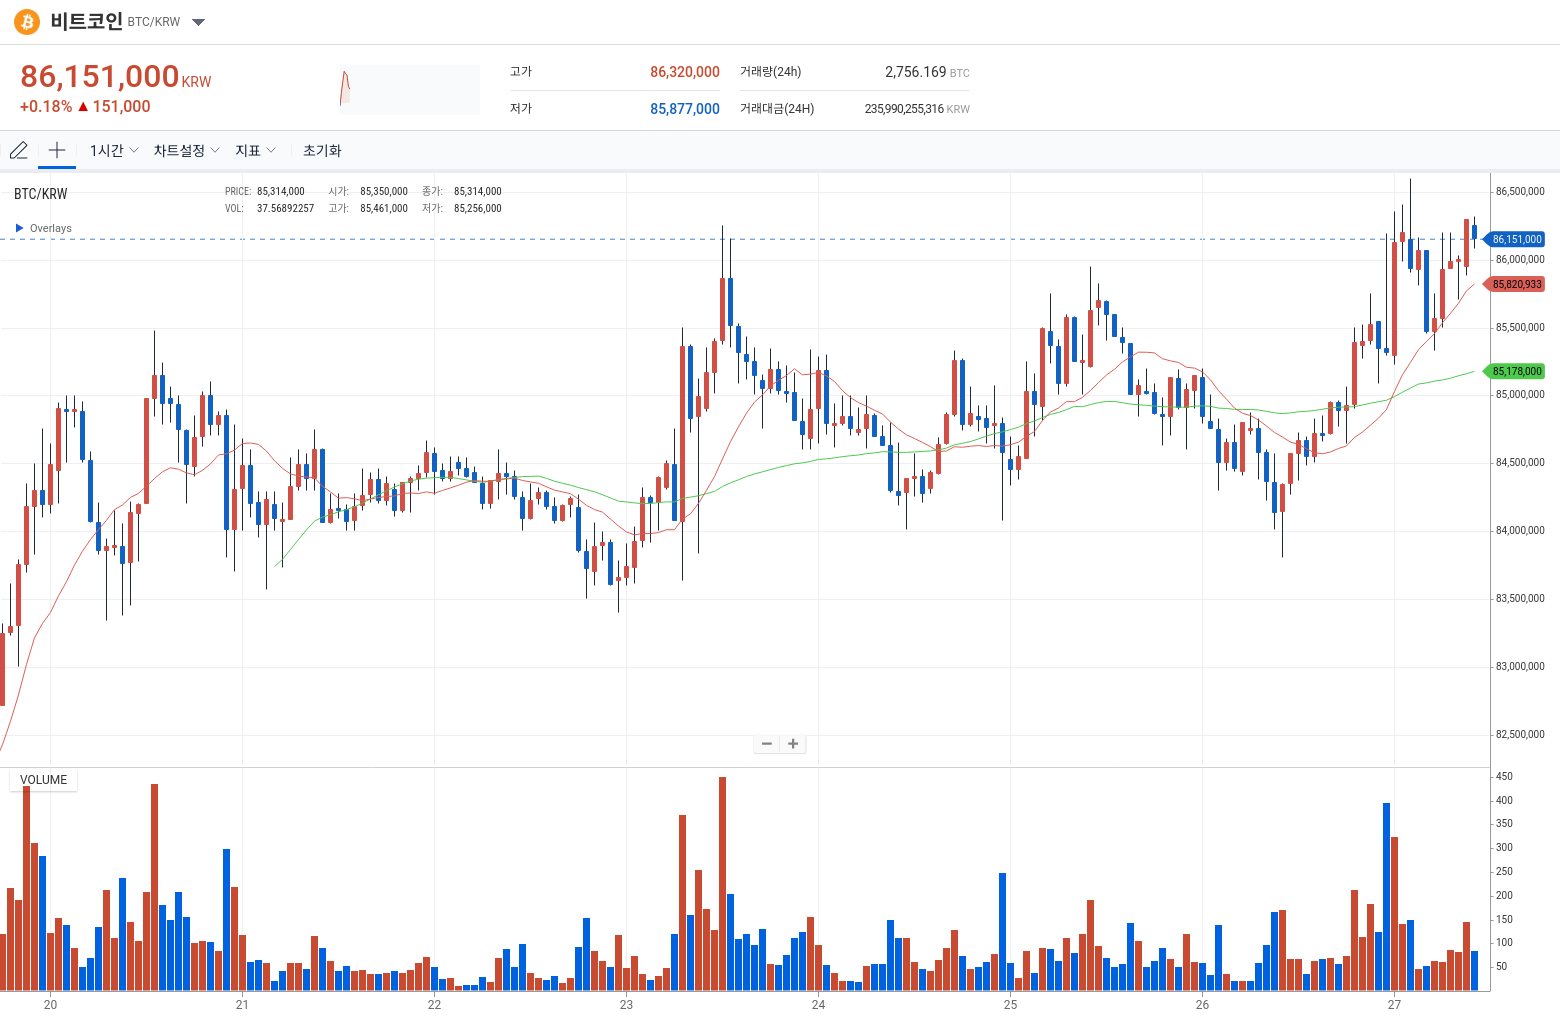 비트코인 BTC/KRW
86,151,000 KRW
+0.18% ▲ 151,000
고가 86,320,000
저가 85,877,000
거래량(24h) 2,756.169 BTC
거래대금(24H) 235,990,255,316 KRW
1시간 차트설정 지표 초기화
BTC/KRW
PRICE: 85,314,000 시가: 85,350,000 종가: 85,314,000
VOL: 37.56892257 고가: 85,461,000 저가: 85,256,000
Overlays
86,500,000
86,151,000
86,000,000
85,820,933
85,500,000
85,178,000
85,000,000
84,500,000
84,000,000
83,500,000
83,000,000
82,500,000
VOLUME
450
400
350
300
250
200
150
100
50
20 21 22 23 24 25 26 27